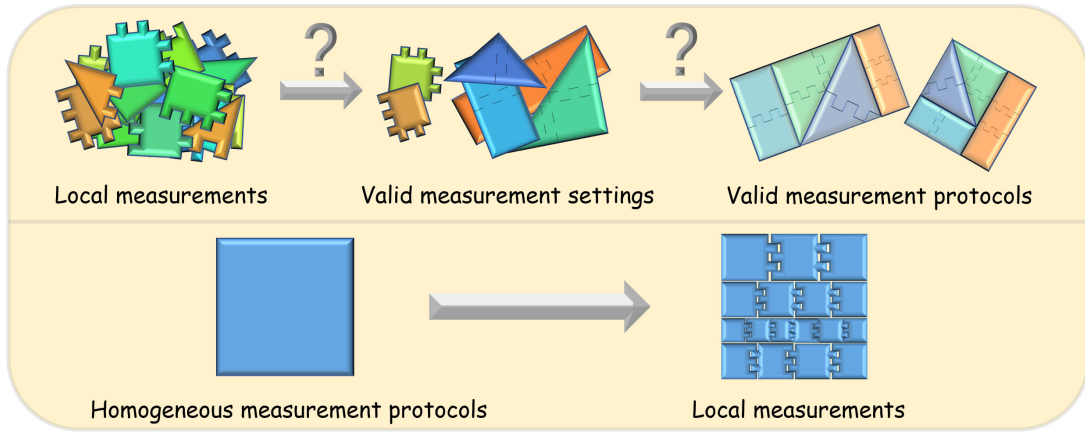 ? ?
Local measurements Valid measurement settings Valid measurement protocols
Homogeneous measurement protocols Local measurements